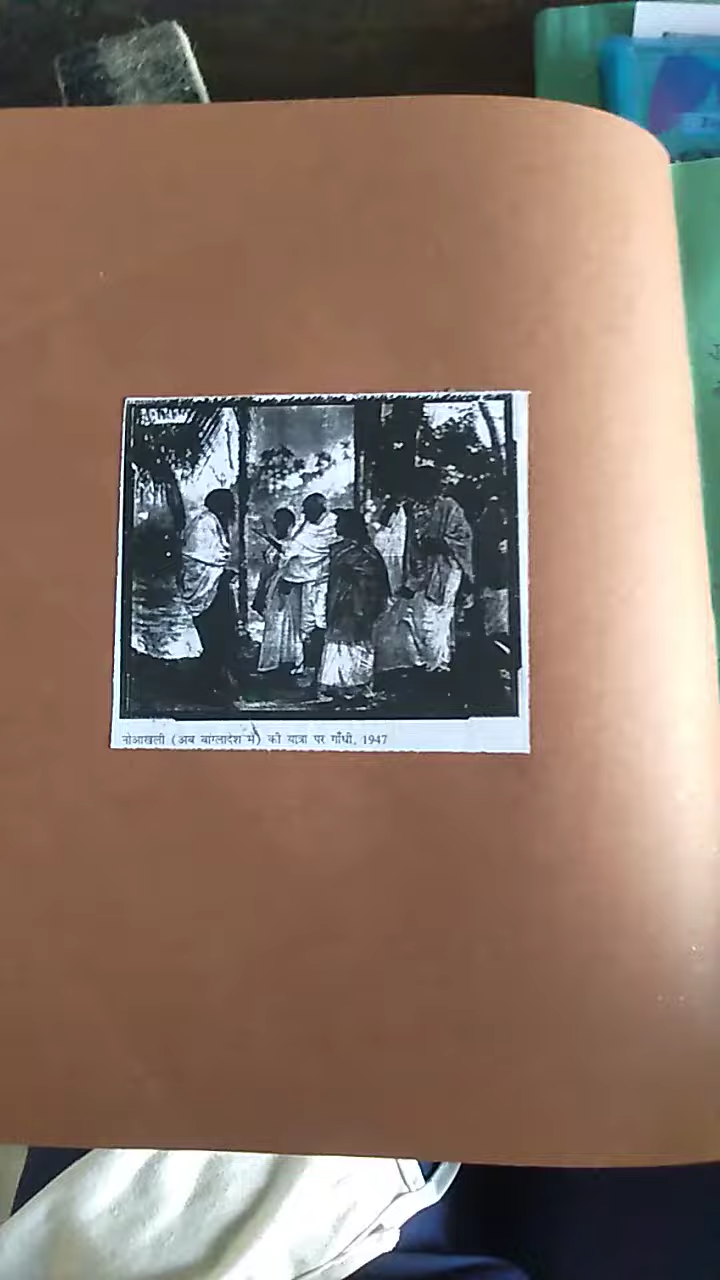 नोआखली (अब बांग्लादेश में) की यात्रा पर गाँधी, 1947